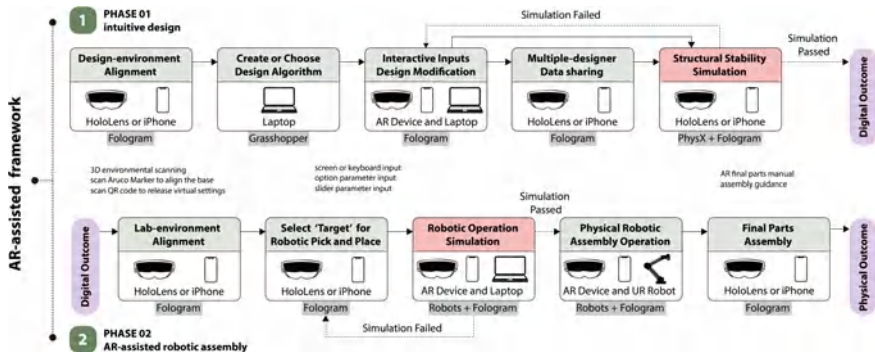 AR-assisted framework
1
PHASE 01
intuitive design
Simulation Failed
Simulation
Passed
Design-environment
Alignment
HoloLens or iPhone
Fologram
Create or Choose
Design Algorithm
Laptop
Grasshopper
Interactive Inputs
Design Modification
AR Device and Laptop
Fologram
Multiple-designer
Data sharing
HoloLens or iPhone
Fologram
Structural Stability
Simulation
HoloLens or iPhone
PhysX + Fologram
Digital Outcome
3D environmental scanning
scan Aruco Marker to align the base
scan QR code to release virtual settings
screen or keyboard input
option parameter input
slider parameter input
AR final parts manual
assembly guidance
Digital Outcome
Lab-environment
Alignment
HoloLens or iPhone
Fologram
Select ‘Target’ for
Robotic Pick and Place
HoloLens or iPhone
Fologram
Robotic Operation
Simulation
AR Device and Laptop
Robots + Fologram
Simulation
Passed
Physical Robotic
Assembly Operation
AR Device and UR Robot
Robots + Fologram
Final Parts
Assembly
HoloLens or iPhone
Fologram
Physical Outcome
Simulation Failed
2
PHASE 02
AR-assisted robotic assembly